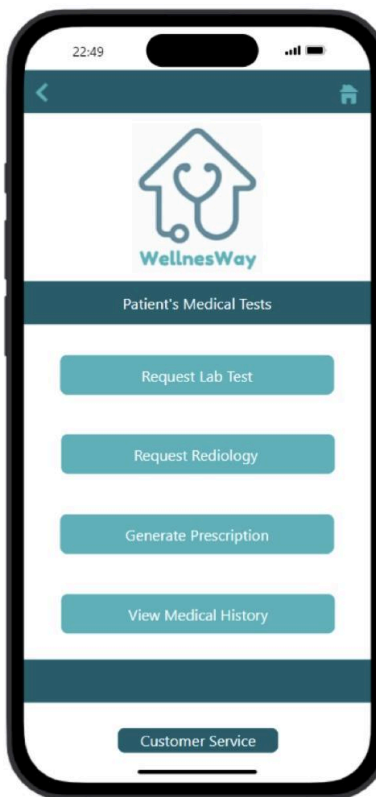 22:49
WellnesWay
Patient's Medical Tests
Request Lab Test
Request Rediology
Generate Prescription
View Medical History
Customer Service